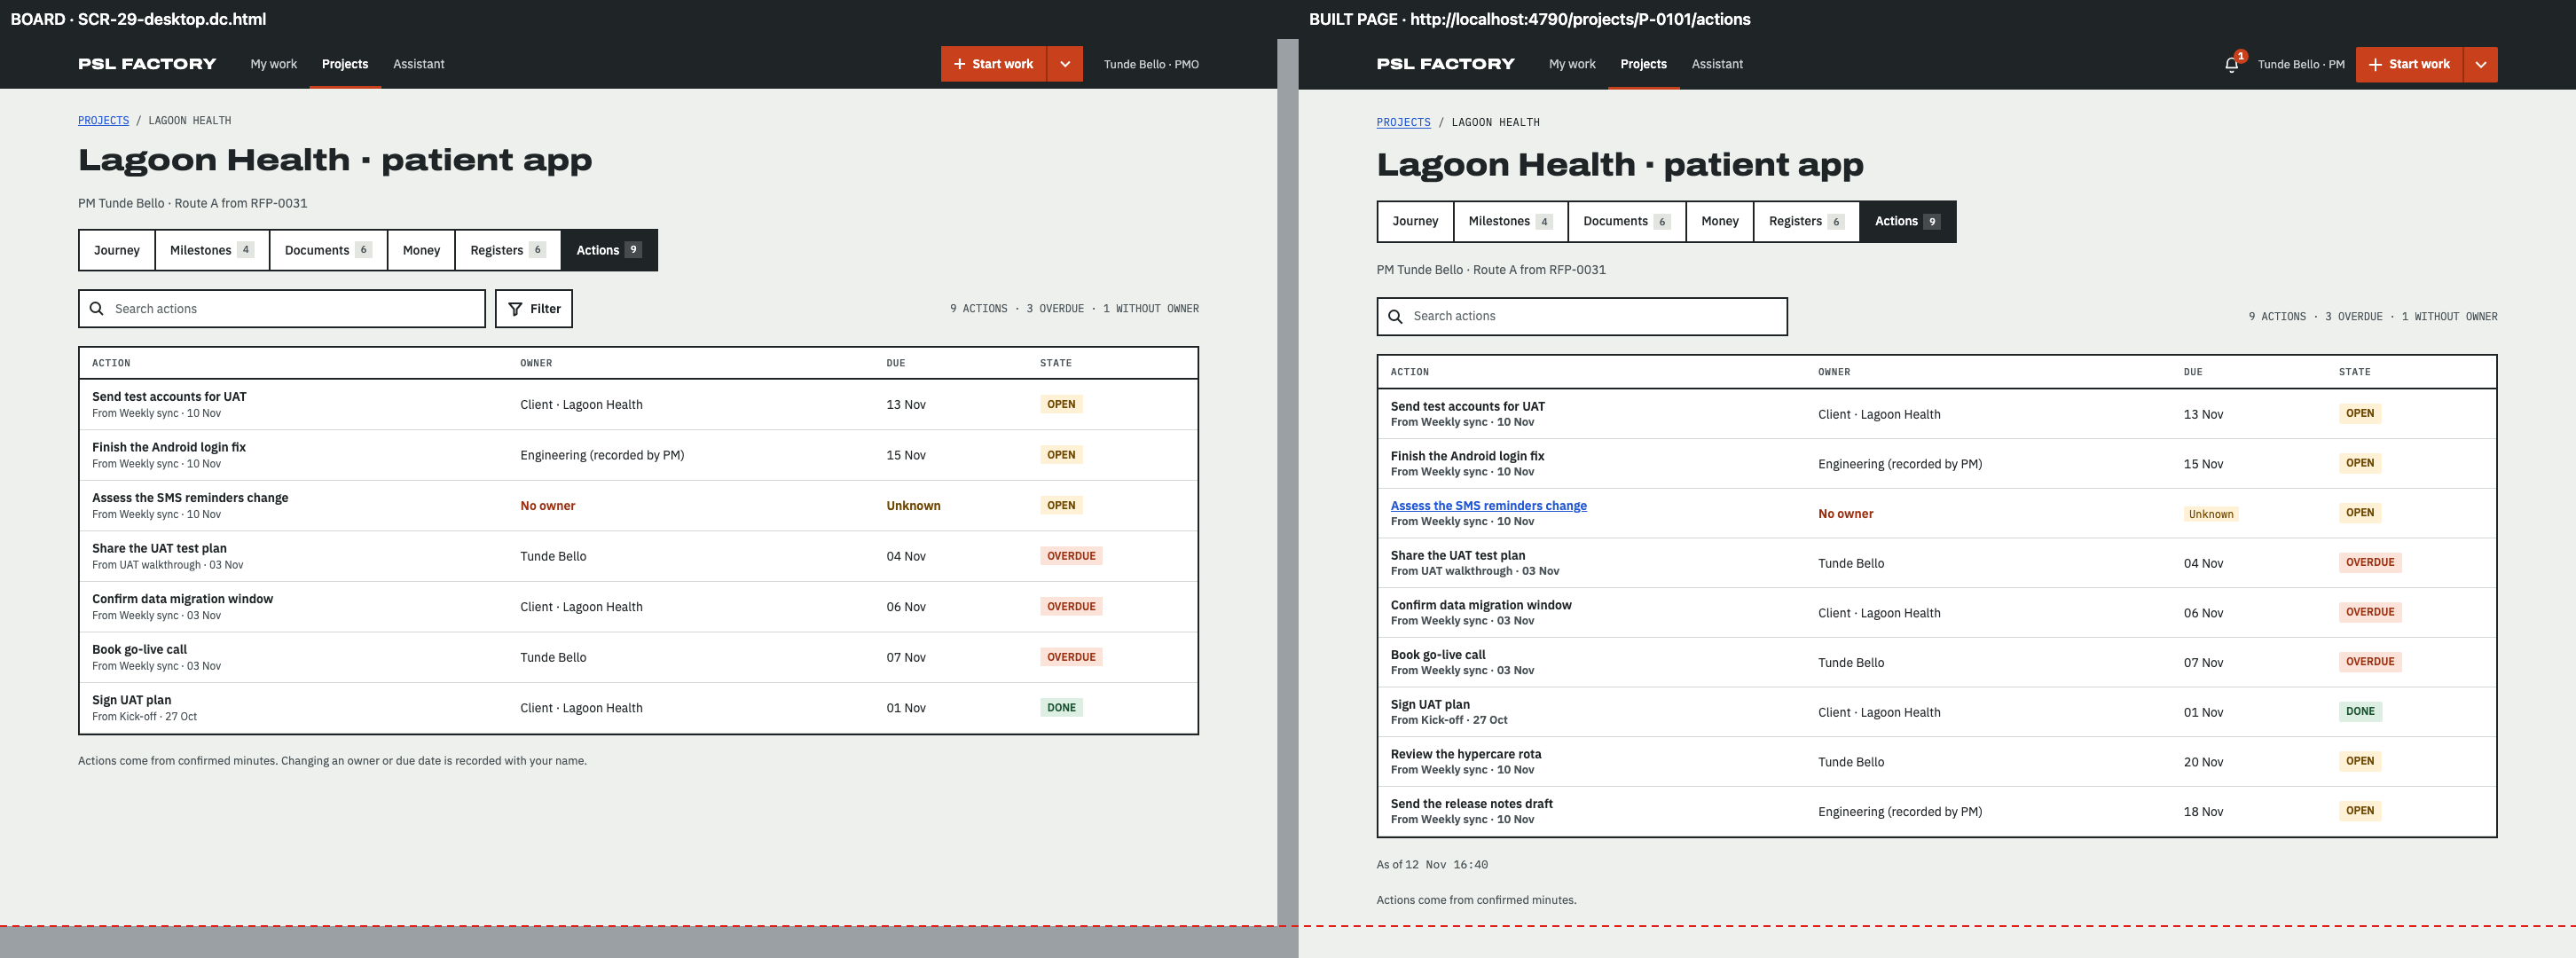 BOARD · SCR-29-desktop.dc.html
PSL FACTORY My work Projects Assistant + Start work Tunde Bello · PMO
PROJECTS / LAGOON HEALTH
Lagoon Health · patient app
PM Tunde Bello · Route A from RFP-0031
Journey Milestones 4 Documents 6 Money Registers 6 Actions 9
Search actions Filter 9 ACTIONS · 3 OVERDUE · 1 WITHOUT OWNER
ACTION OWNER DUE STATE
Send test accounts for UAT
From Weekly sync · 10 Nov
Client · Lagoon Health 13 Nov OPEN
Finish the Android login fix
From Weekly sync · 10 Nov
Engineering (recorded by PM) 15 Nov OPEN
Assess the SMS reminders change
From Weekly sync · 10 Nov
No owner Unknown OPEN
Share the UAT test plan
From UAT walkthrough · 03 Nov
Tunde Bello 04 Nov OVERDUE
Confirm data migration window
From Weekly sync · 03 Nov
Client · Lagoon Health 06 Nov OVERDUE
Book go-live call
From Weekly sync · 03 Nov
Tunde Bello 07 Nov OVERDUE
Sign UAT plan
From Kick-off · 27 Oct
Client · Lagoon Health 01 Nov DONE
Actions come from confirmed minutes. Changing an owner or due date is recorded with your name.
BUILT PAGE · http://localhost:4790/projects/P-0101/actions
PSL FACTORY My work Projects Assistant 1 Tunde Bello · PM + Start work
PROJECTS / LAGOON HEALTH
Lagoon Health · patient app
Journey Milestones 4 Documents 6 Money Registers 6 Actions 9
PM Tunde Bello · Route A from RFP-0031
Search actions 9 ACTIONS · 3 OVERDUE · 1 WITHOUT OWNER
ACTION OWNER DUE STATE
Send test accounts for UAT
From Weekly sync · 10 Nov
Client · Lagoon Health 13 Nov OPEN
Finish the Android login fix
From Weekly sync · 10 Nov
Engineering (recorded by PM) 15 Nov OPEN
Assess the SMS reminders change
From Weekly sync · 10 Nov
No owner Unknown OPEN
Share the UAT test plan
From UAT walkthrough · 03 Nov
Tunde Bello 04 Nov OVERDUE
Confirm data migration window
From Weekly sync · 03 Nov
Client · Lagoon Health 06 Nov OVERDUE
Book go-live call
From Weekly sync · 03 Nov
Tunde Bello 07 Nov OVERDUE
Sign UAT plan
From Kick-off · 27 Oct
Client · Lagoon Health 01 Nov DONE
Review the hypercare rota
From Weekly sync · 10 Nov
Tunde Bello 20 Nov OPEN
Send the release notes draft
From Weekly sync · 10 Nov
Engineering (recorded by PM) 18 Nov OPEN
As of 12 Nov 16:40
Actions come from confirmed minutes.